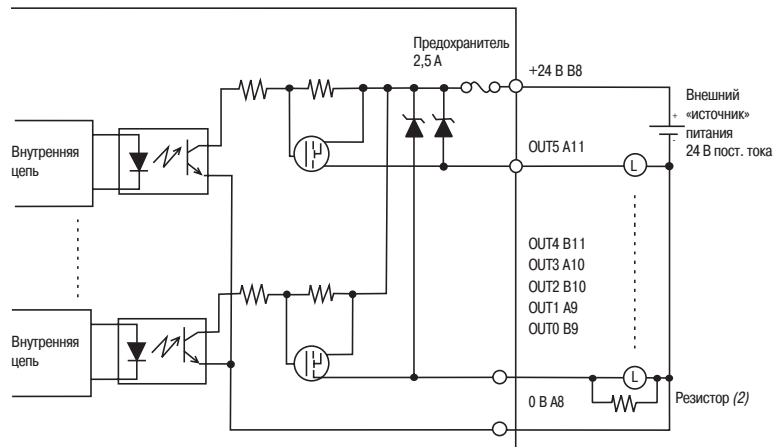 Предохранитель
2,5 А
+24 В B8
Внешний
«источник»
питания
24 В пост. тока
+
-
Внутренняя
цепь
OUT5 A11
L
OUT4 B11
OUT3 A10
OUT2 B10
OUT1 A9
OUT0 B9
Внутренняя
цепь
L
0 В A8
Резистор (2)